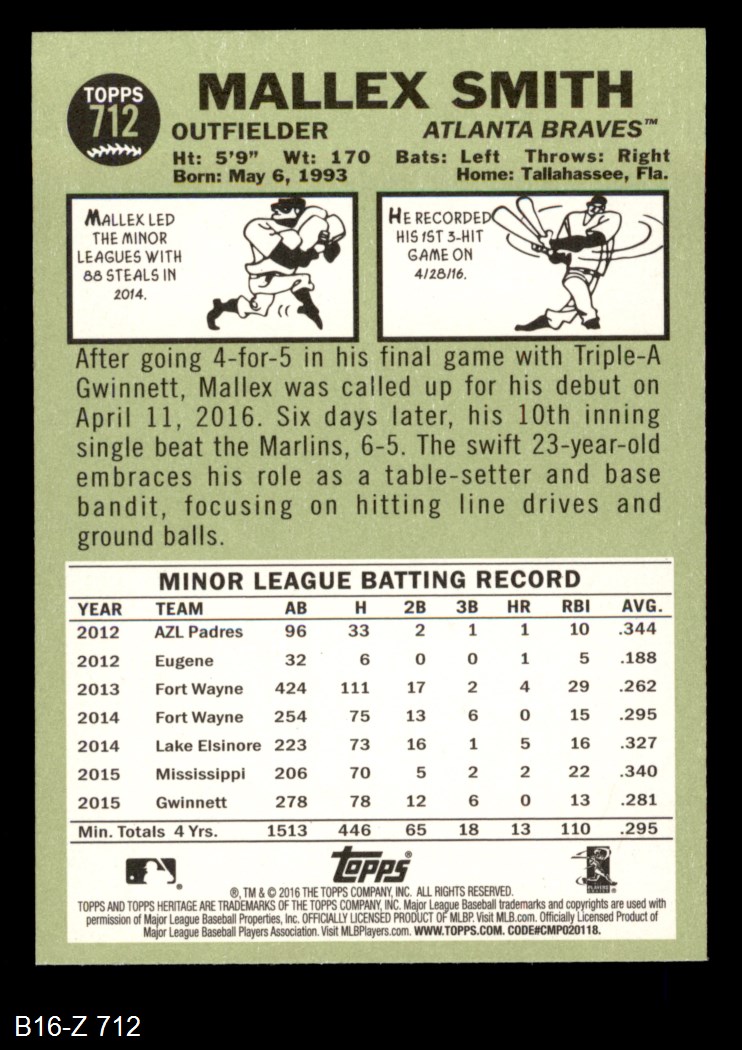 TOPPS
712
MALLEX SMITH
OUTFIELDER ATLANTA BRAVES™
Ht: 5'9" Wt: 170 Bats: Left Throws: Right
Born: May 6, 1993 Home: Tallahassee, Fla.
MALLEX LED
THE MINOR
LEAGUES WITH
88 STEALS IN
2014.
HE RECORDED
HIS 1ST 3-HIT
GAME ON
4/28/16.
After going 4-for-5 in his final game with Triple-A
Gwinnett, Mallex was called up for his debut on
April 11, 2016. Six days later, his 10th inning
single beat the Marlins, 6-5. The swift 23-year-old
embraces his role as a table-setter and base
bandit, focusing on hitting line drives and
ground balls.
MINOR LEAGUE BATTING RECORD
YEAR TEAM AB H 2B 3B HR RBI AVG.
2012 AZL Padres 96 33 2 1 1 10 .344
2012 Eugene 32 6 0 0 1 5 .188
2013 Fort Wayne 424 111 17 2 4 29 .262
2014 Fort Wayne 254 75 13 6 0 15 .295
2014 Lake Elsinore 223 73 16 1 5 16 .327
2015 Mississippi 206 70 5 2 2 22 .340
2015 Gwinnett 278 78 12 6 0 13 .281
Min. Totals 4 Yrs. 1513 446 65 18 13 110 .295
Topps®
®, TM & © 2016 THE TOPPS COMPANY, INC. ALL RIGHTS RESERVED.
TOPPS AND TOPPS HERITAGE ARE TRADEMARKS OF THE TOPPS COMPANY, INC. Major League Baseball trademarks and copyrights are used with
permission of Major League Baseball Properties, Inc. OFFICIALLY LICENSED PRODUCT OF MLBP. Visit MLB.com. Officially Licensed Product of
Major League Baseball Players Association. Visit MLBPlayers.com. WWW.TOPPS.COM. CODE#CMP020118.
B16-Z 712